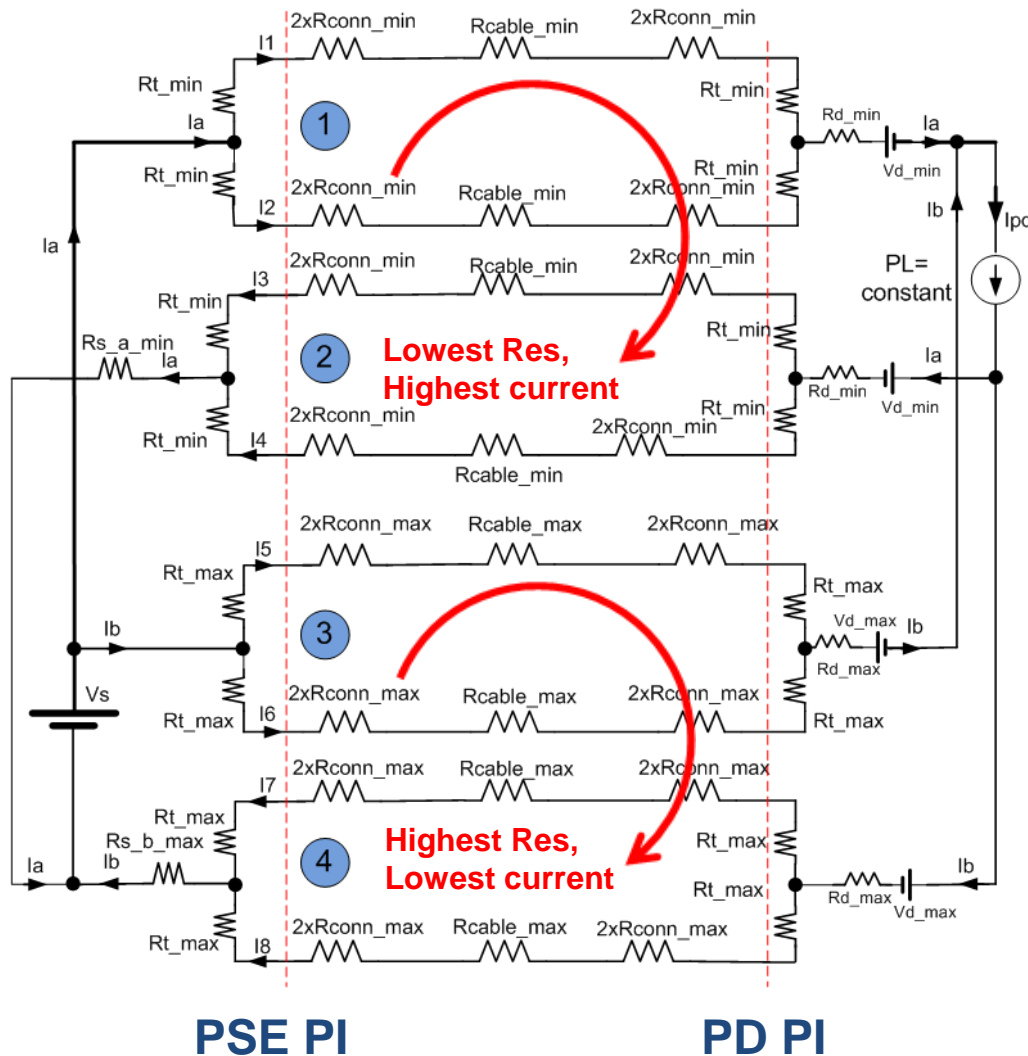 2xRconn_min Rcable_min 2xRconn_min
I1
Rt_min Rt_min
Ia 1 Rd_min Ia
Vd_min
Rt_min Rt_min
2xRconn_min Rcable_min 2xRconn_min
I2 Ib
Ia Ipd
2xRconn_min Rcable_min 2xRconn_min
I3 PL=
constant
Rt_min Rt_min
Rs_a_min 2 Lowest Res,
Highest current
Ia Rd_min Ia
Vd_min
Rt_min Rt_min
2xRconn_min 2xRconn_min
I4
Rcable_min
2xRconn_max Rcable_max 2xRconn_max
I5
Rt_max Rt_max
Ib 3 Vd_max Ib
Rd_max
Vs
2xRconn_max Rcable_max 2xRconn_max
Rt_max I6 Rt_max
2xRconn_max Rcable_max 2xRconn_max
I7
Rt_max Rt_max
Rs_b_max 4 Highest Res,
Lowest current
Ia Ib Rt_max Rd_max Ib
Vd_max
Rt_max 2xRconn_max Rcable_max 2xRconn_max
I8
PSE PI PD PI